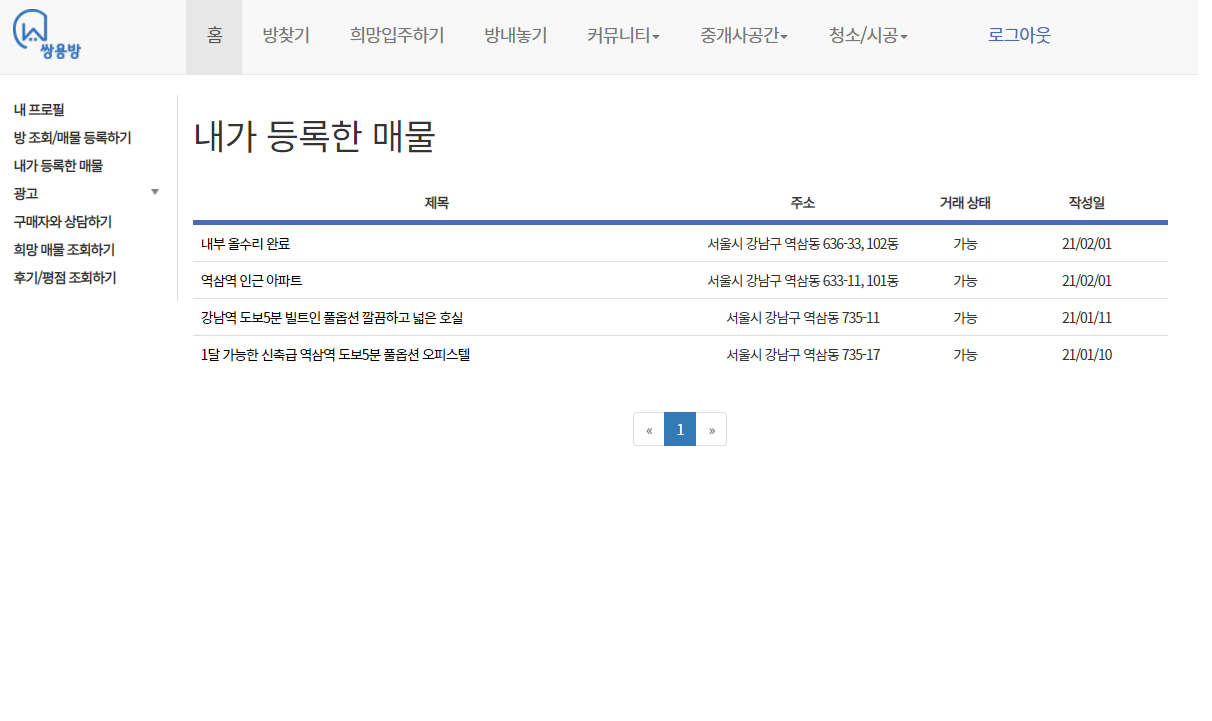 쌍용방
홈 방찾기 희망입주하기 방내놓기 커뮤니티 중개사공간 청소/시공 로그아웃
내 프로필
방 조회/매물 등록하기
내가 등록한 매물
광고
구매자와 상담하기
희망 매물 조회하기
후기/평점 조회하기
내가 등록한 매물
제목 주소 거래 상태 작성일
내부 올수리 완료 서울시 강남구 역삼동 636-33, 102동 가능 21/02/01
역삼역 인근 아파트 서울시 강남구 역삼동 633-11, 101동 가능 21/02/01
강남역 도보5분 빌트인 풀옵션 깔끔하고 넓은 호실 서울시 강남구 역삼동 735-11 가능 21/01/11
1달 가능한 신축급 역삼역 도보5분 풀옵션 오피스텔 서울시 강남구 역삼동 735-17 가능 21/01/10
« 1 »